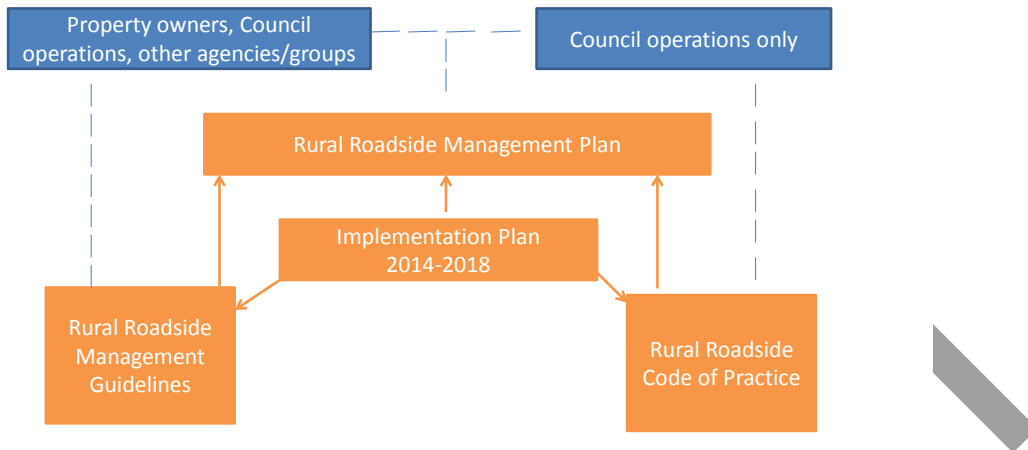 Property owners, Council
operations, other agencies/groups
Council operations only
Rural Roadside Management Plan
Implementation Plan
2014-2018
Rural Roadside
Management
Guidelines
Rural Roadside
Code of Practice